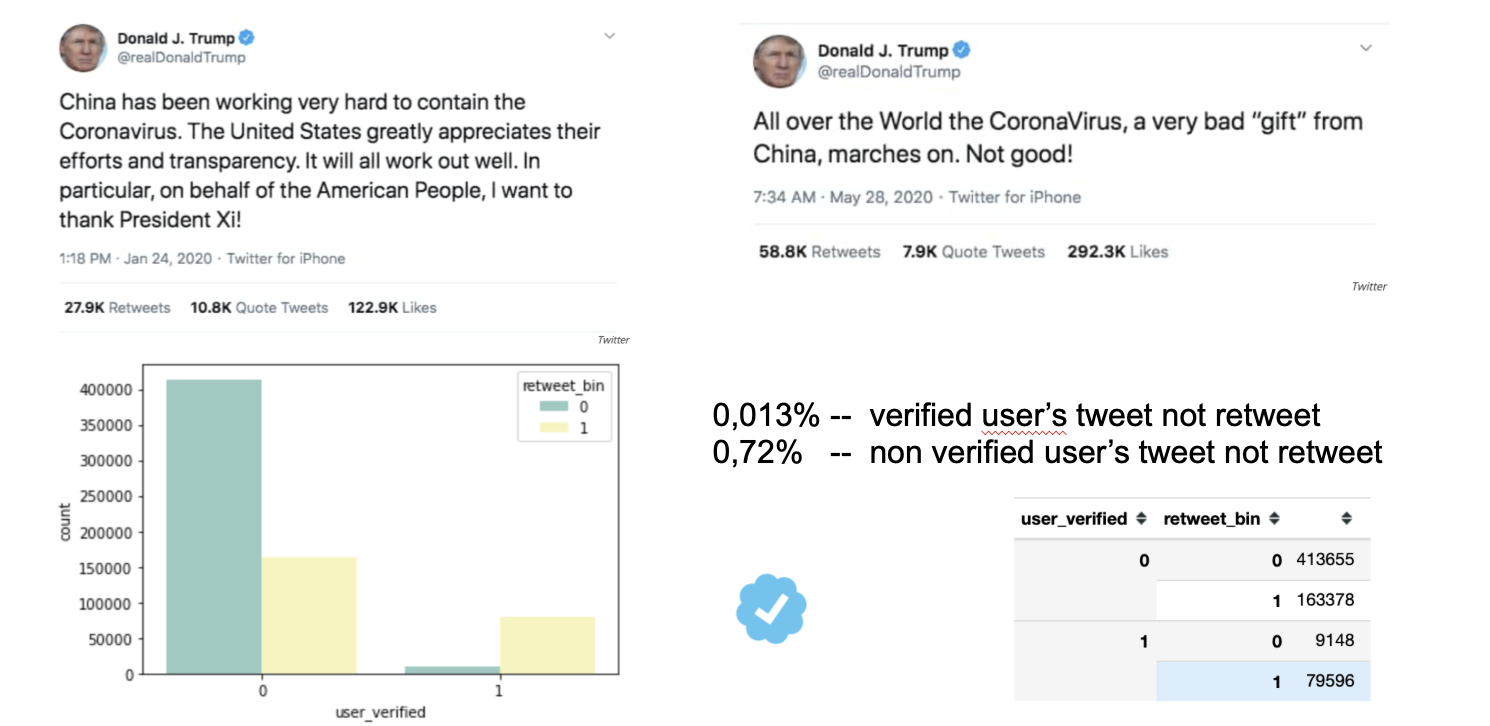 Donald J. Trump
@realDonaldTrump
China has been working very hard to contain the
Coronavirus. The United States greatly appreciates their
efforts and transparency. It will all work out well. In
particular, on behalf of the American People, I want to
thank President Xi!
1:18 PM · Jan 24, 2020 · Twitter for iPhone
27.9K Retweets 10.8K Quote Tweets 122.9K Likes
Twitter
Donald J. Trump
@realDonaldTrump
All over the World the CoronaVirus, a very bad “gift” from
China, marches on. Not good!
7:34 AM · May 28, 2020 · Twitter for iPhone
58.8K Retweets 7.9K Quote Tweets 292.3K Likes
Twitter
retweet_bin
0
1
400000
350000
300000
250000
200000
150000
100000
50000
0
count
0 1
user_verified
0,013% -- verified user’s tweet not retweet
0,72% -- non verified user’s tweet not retweet
user_verified retweet_bin
0 0 413655
1 163378
1 0 9148
1 79596